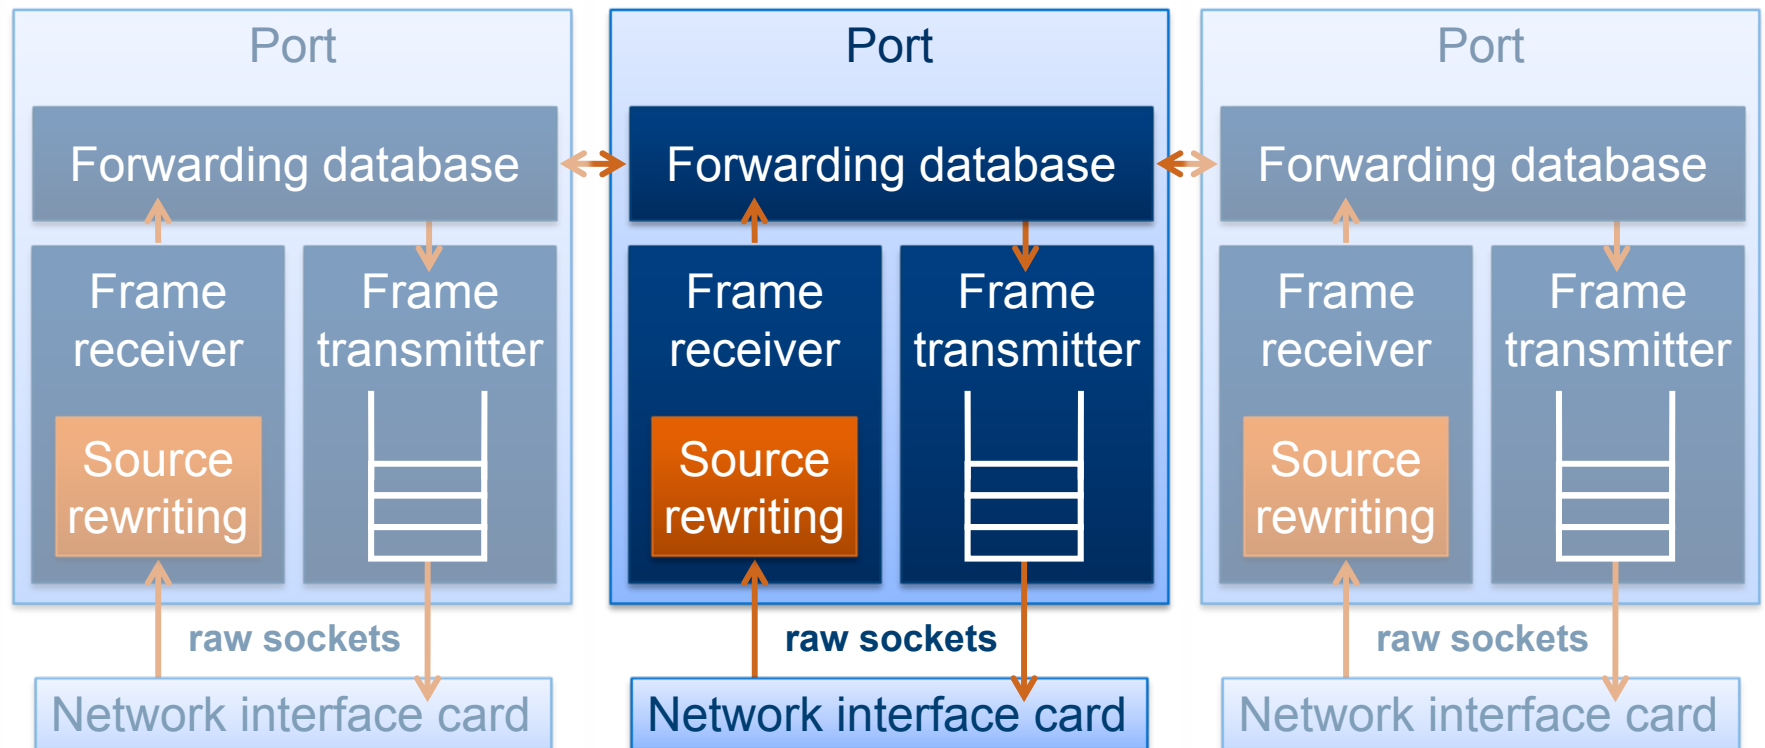 Port
Forwarding database
Frame
receiver
Source
rewriting
Frame
transmitter
raw sockets
Network interface card
Port
Forwarding database
Frame
receiver
Source
rewriting
Frame
transmitter
raw sockets
Network interface card
Port
Forwarding database
Frame
receiver
Source
rewriting
Frame
transmitter
raw sockets
Network interface card